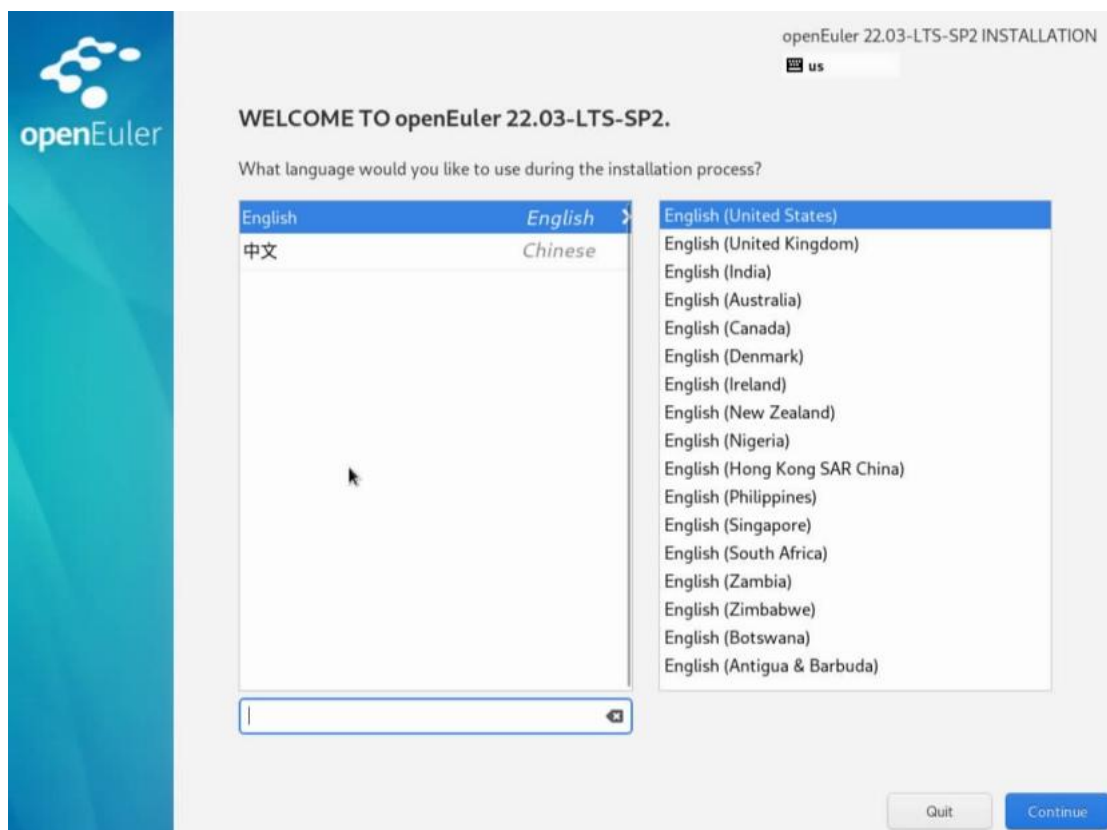 openEuler
openEuler 22.03-LTS-SP2 INSTALLATION
us
WELCOME TO openEuler 22.03-LTS-SP2.
What language would you like to use during the installation process?
English English
中文 Chinese
English (United States)
English (United Kingdom)
English (India)
English (Australia)
English (Canada)
English (Denmark)
English (Ireland)
English (New Zealand)
English (Nigeria)
English (Hong Kong SAR China)
English (Philippines)
English (Singapore)
English (South Africa)
English (Zambia)
English (Zimbabwe)
English (Botswana)
English (Antigua & Barbuda)
Quit
Continue